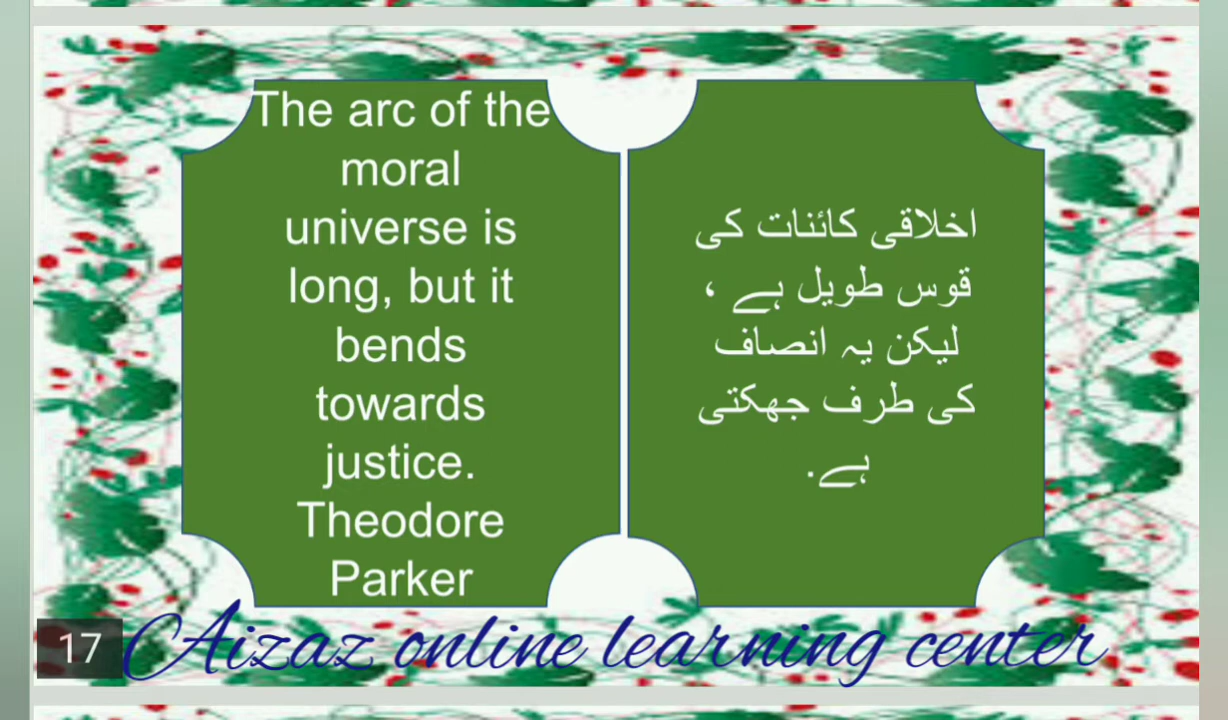 The arc of the
moral
universe is
long, but it
bends
towards
justice.
Theodore
Parker
اخلاقی کائنات کی
قوس طویل ہے ،
لیکن یہ انصاف
کی طرف جھکتی
ہے.
17
Aizaz online learning center